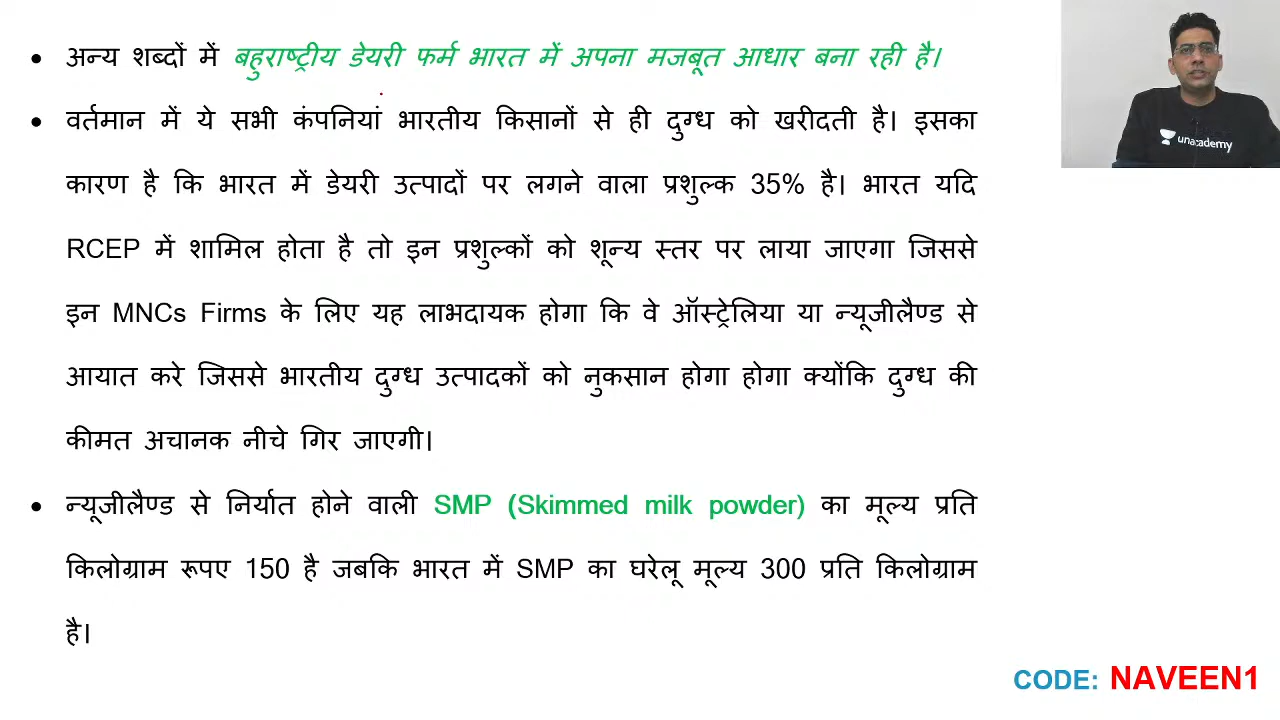 • अन्य शब्दों में बहुराष्ट्रीय डेयरी फर्म भारत में अपना मजबूत आधार बना रही है।
• वर्तमान में ये सभी कंपनियां भारतीय किसानों से ही दुग्ध को खरीदती है। इसका
कारण है कि भारत में डेयरी उत्पादों पर लगने वाला प्रशुल्क 35% है। भारत यदि
RCEP में शामिल होता है तो इन प्रशुल्कों को शून्य स्तर पर लाया जाएगा जिससे
इन MNCs Firms के लिए यह लाभदायक होगा कि वे ऑस्ट्रेलिया या न्यूजीलैण्ड से
आयात करे जिससे भारतीय दुग्ध उत्पादकों को नुकसान होगा होगा क्योंकि दुग्ध की
कीमत अचानक नीचे गिर जाएगी।
• न्यूजीलैण्ड से निर्यात होने वाली SMP (Skimmed milk powder) का मूल्य प्रति
किलोग्राम रूपए 150 है जबकि भारत में SMP का घरेलू मूल्य 300 प्रति किलोग्राम
है।
unacademy
CODE: NAVEEN1